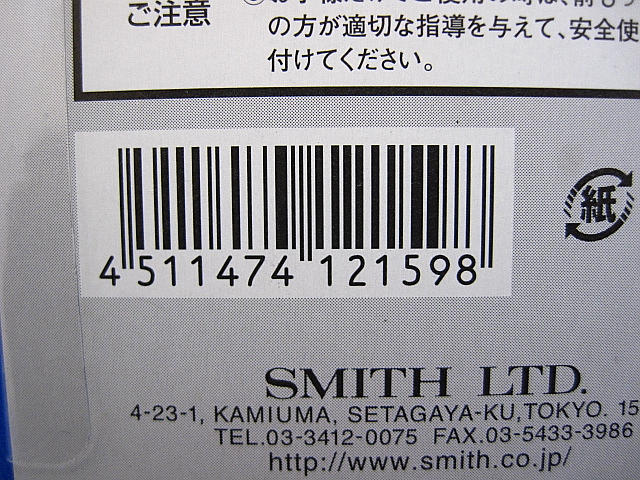 ご注意
の方が適切な指導を与えて、安全使
付けてください。
4 511474 121598
紙
SMITH LTD.
4-23-1, KAMIUMA, SETAGAYA-KU,TOKYO. 15
TEL.03-3412-0075 FAX.03-5433-3986
http://www.smith.co.jp/